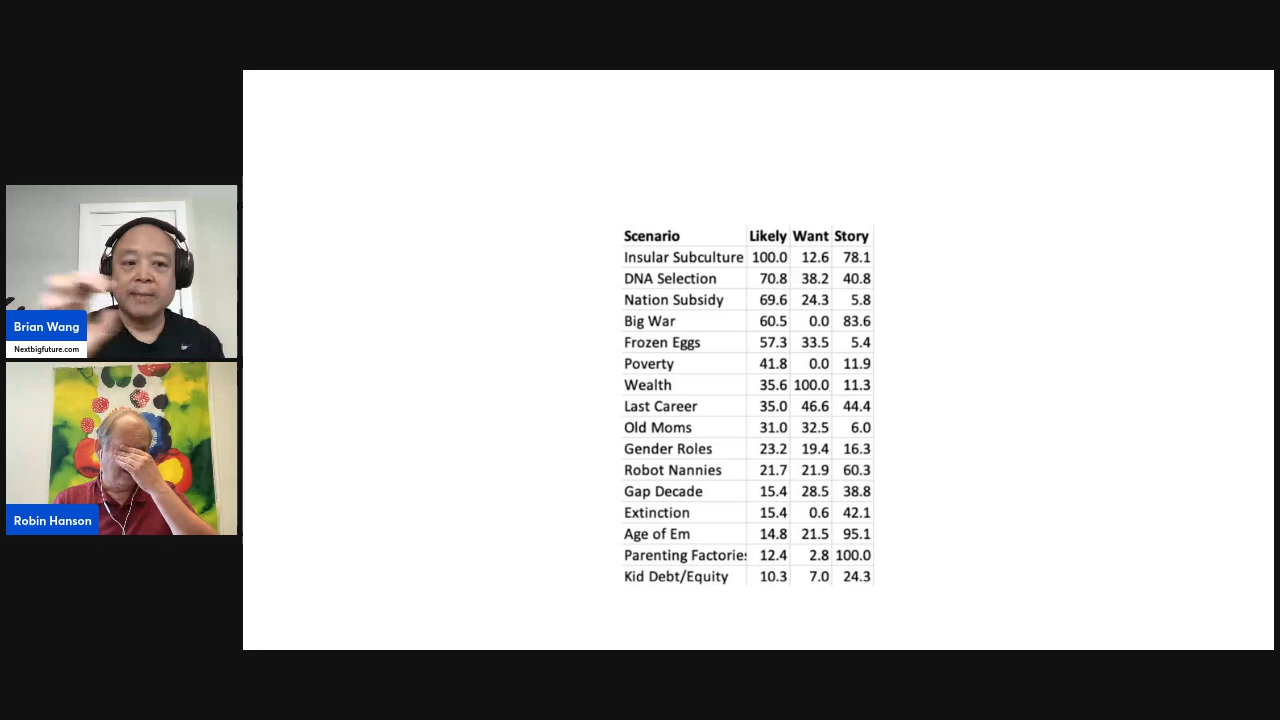 Brian Wang
Nextbigfuture.com
Robin Hanson
Scenario Likely Want Story
Insular Subculture 100.0 12.6 78.1
DNA Selection 70.8 38.2 40.8
Nation Subsidy 69.6 24.3 5.8
Big War 60.5 0.0 83.6
Frozen Eggs 57.3 33.5 5.4
Poverty 41.8 0.0 11.9
Wealth 35.6 100.0 11.3
Last Career 35.0 46.6 44.4
Old Moms 31.0 32.5 6.0
Gender Roles 23.2 19.4 16.3
Robot Nannies 21.7 21.9 60.3
Gap Decade 15.4 28.5 38.8
Extinction 15.4 0.6 42.1
Age of Em 14.8 21.5 95.1
Parenting Factories 12.4 2.8 100.0
Kid Debt/Equity 10.3 7.0 24.3